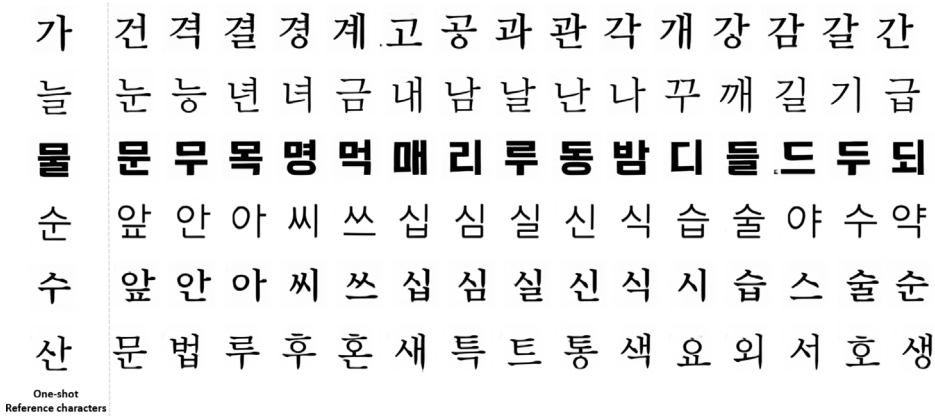 가 건 격 결 경 계 고 공 과 관 각 개 강 감 갈 간
늘 눈 능 년 녀 금 내 남 날 난 나 꾸 깨 길 기 급
물 문 무 목 명 먹 매 리 루 동 밤 디 들 드 두 되
순 앞 안 아 씨 쓰 십 심 실 신 식 습 술 야 수 약
수 앞 안 아 씨 쓰 십 심 실 신 식 시 습 스 술 순
산 문 법 루 후 혼 새 특 트 통 색 요 외 서 호 생
One-shot
Reference characters